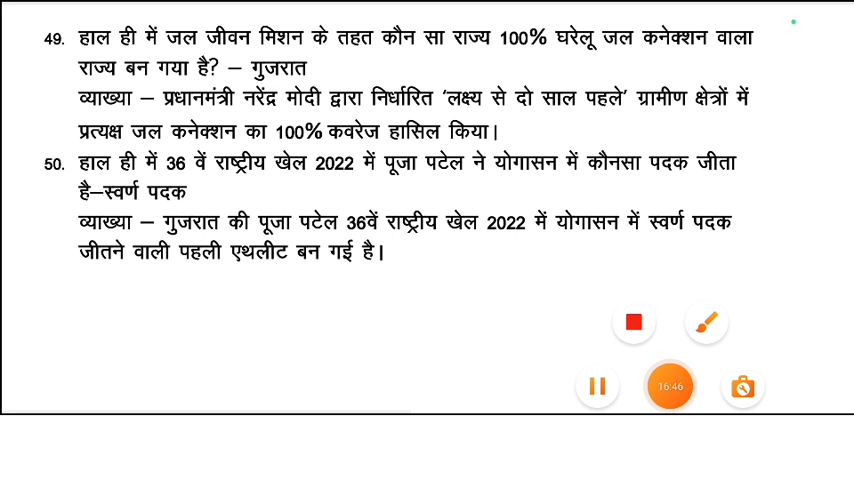 49. हाल ही में जल जीवन मिशन के तहत कौन सा राज्य 100% घरेलू जल कनेक्शन वाला
राज्य बन गया है? – गुजरात
व्याख्या – प्रधानमंत्री नरेंद्र मोदी द्वारा निर्धारित 'लक्ष्य से दो साल पहले' ग्रामीण क्षेत्रों में
प्रत्यक्ष जल कनेक्शन का 100% कवरेज हासिल किया।
50. हाल ही में 36 वें राष्ट्रीय खेल 2022 में पूजा पटेल ने योगासन में कौनसा पदक जीता
है–स्वर्ण पदक
व्याख्या – गुजरात की पूजा पटेल 36वें राष्ट्रीय खेल 2022 में योगासन में स्वर्ण पदक
जीतने वाली पहली एथलीट बन गई है।
16:46